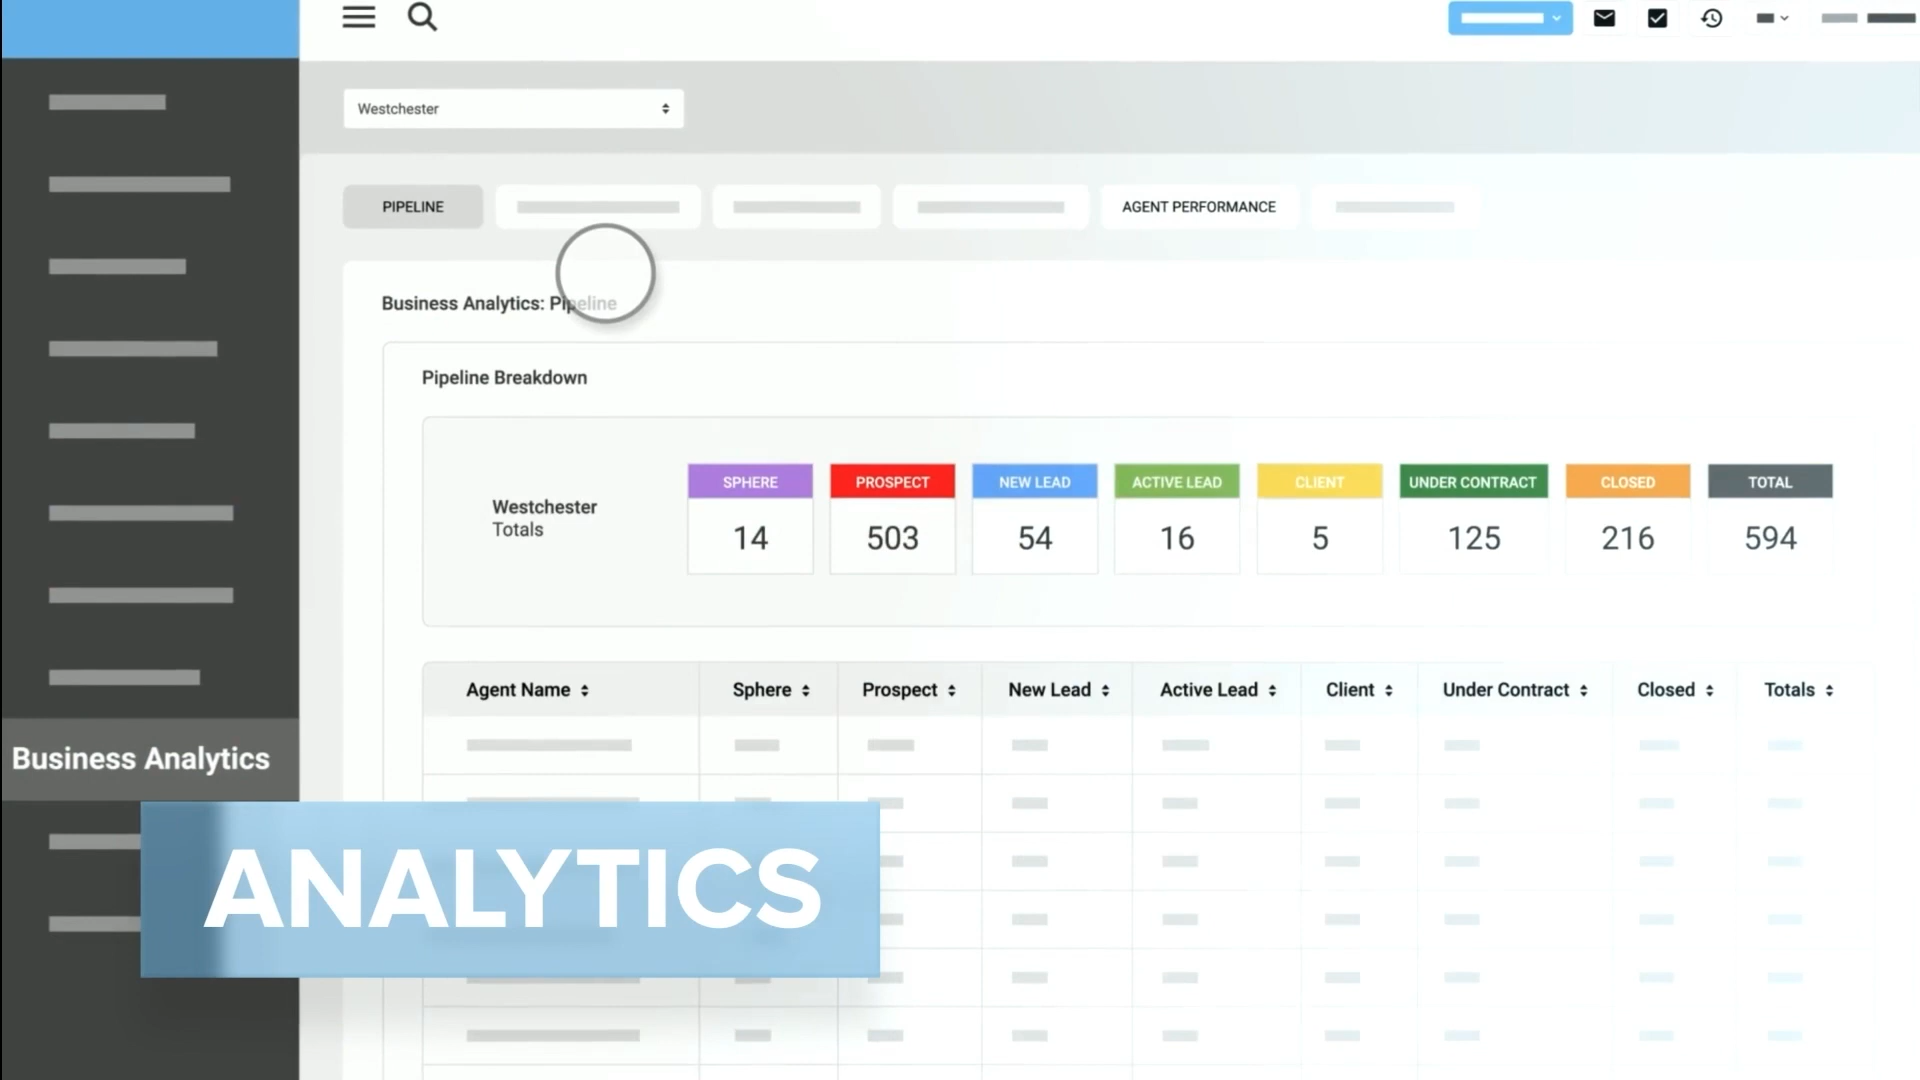 Westchester
PIPELINE
AGENT PERFORMANCE
Business Analytics: Pipeline
Pipeline Breakdown
Westchester
Totals
SPHERE PROSPECT NEW LEAD ACTIVE LEAD CLIENT UNDER CONTRACT CLOSED TOTAL
14 503 54 16 5 125 216 594
Agent Name Sphere Prospect New Lead Active Lead Client Under Contract Closed Totals
Business Analytics
ANALYTICS